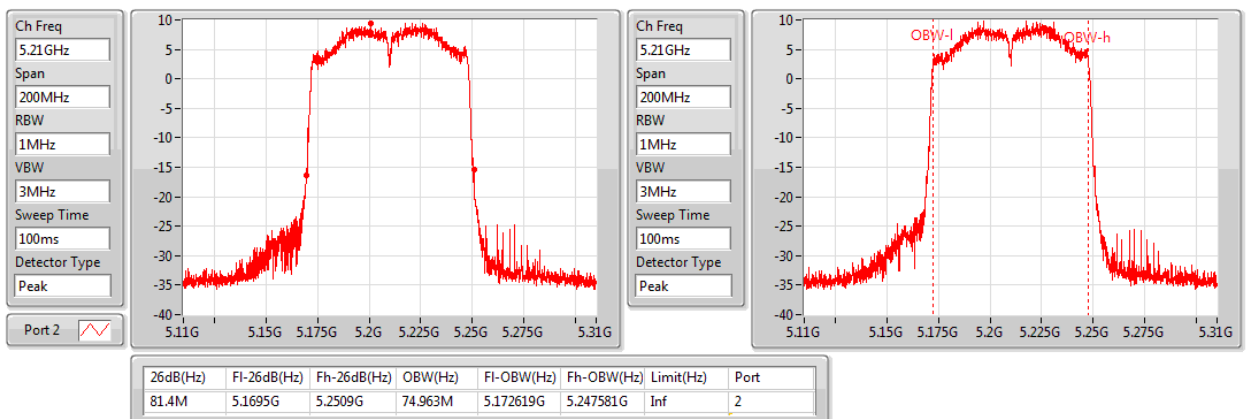 Ch Freq
5.21GHz
Span
200MHz
RBW
1MHz
VBW
3MHz
Sweep Time
100ms
Detector Type
Peak
Port 2
10
5
0
-5
-10
-15
-20
-25
-30
-35
-40
5.11G 5.15G 5.175G 5.2G 5.225G 5.25G 5.275G 5.31G
Ch Freq
5.21GHz
Span
200MHz
RBW
1MHz
VBW
3MHz
Sweep Time
100ms
Detector Type
Peak
10
5
0
-5
-10
-15
-20
-25
-30
-35
-40
OBW-l OBW-h
5.11G 5.15G 5.175G 5.2G 5.225G 5.25G 5.275G 5.31G
26dB(Hz) Fl-26dB(Hz) Fh-26dB(Hz) OBW(Hz) Fl-OBW(Hz) Fh-OBW(Hz) Limit(Hz) Port
81.4M 5.1695G 5.2509G 74.963M 5.172619G 5.247581G Inf 2